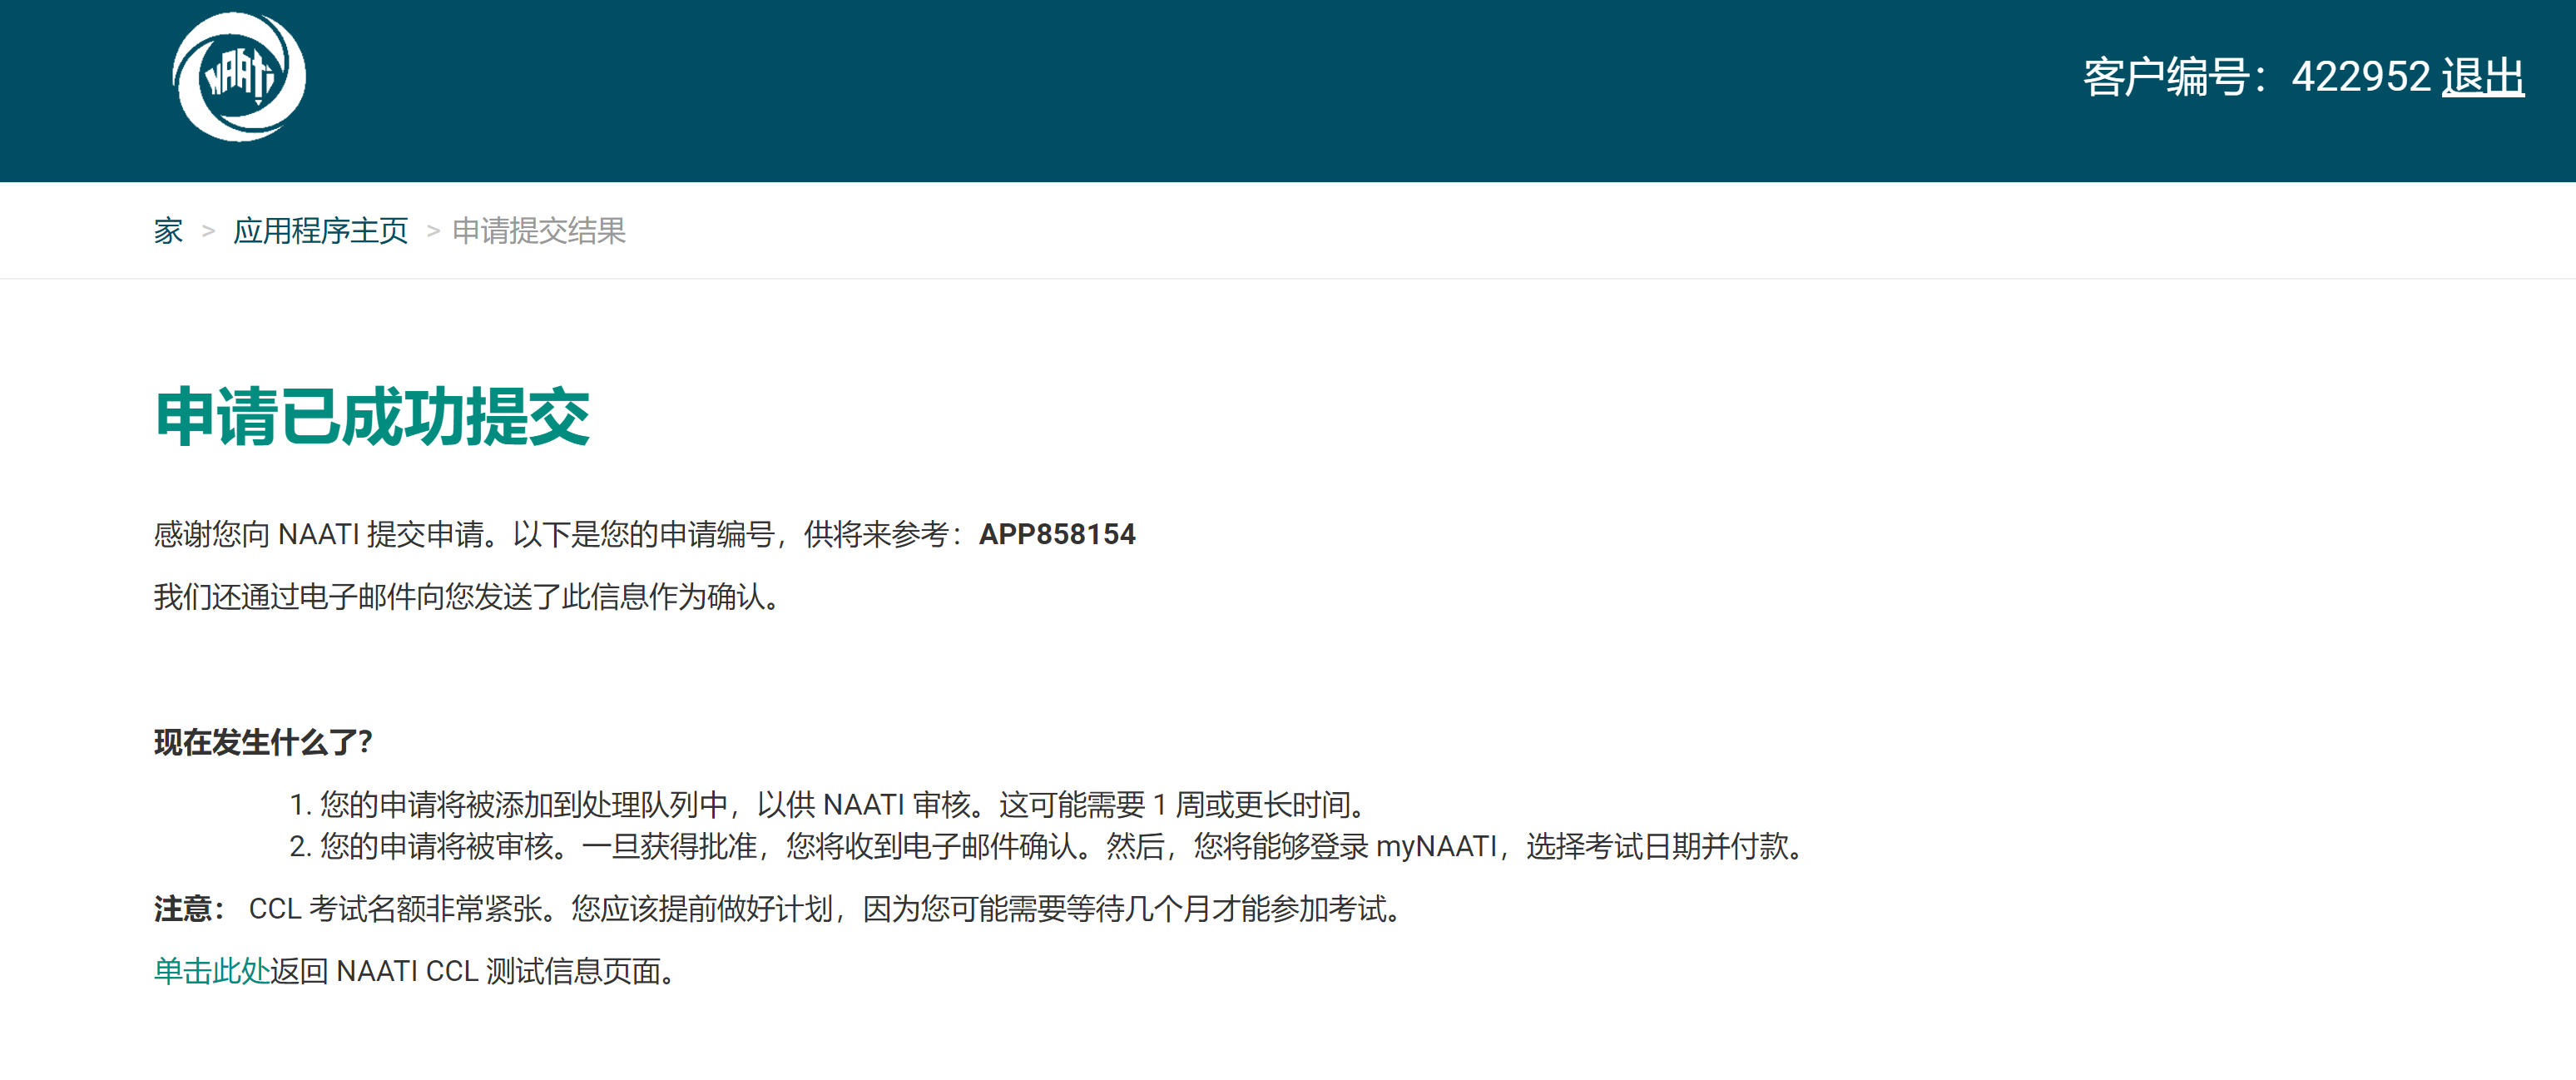 NAATI
客户编号：422952 退出
家 > 应用程序主页 > 申请提交结果
申请已成功提交
感谢您向 NAATI 提交申请。以下是您的申请编号，供将来参考：APP858154
我们还通过电子邮件向您发送了此信息作为确认。
现在发生什么了？
1. 您的申请将被添加到处理队列中，以供 NAATI 审核。这可能需要 1 周或更长时间。
2. 您的申请将被审核。一旦获得批准，您将收到电子邮件确认。然后，您将能够登录 myNAATI，选择考试日期并付款。
注意： CCL 考试名额非常紧张。您应该提前做好计划，因为您可能需要等待几个月才能参加考试。
单击此处返回 NAATI CCL 测试信息页面。